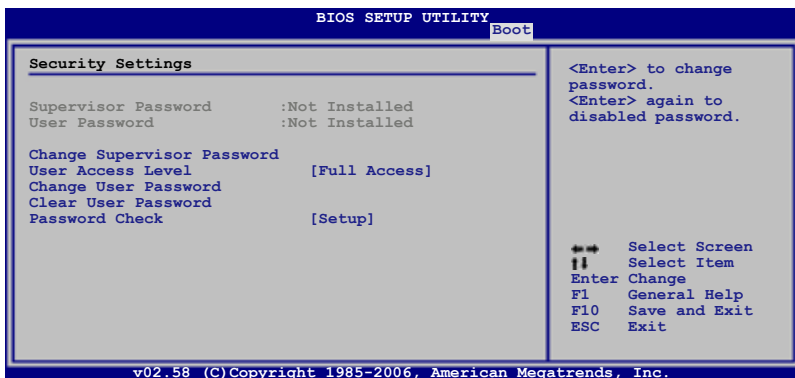 BIOS SETUP UTILITY
Boot
Security Settings
Supervisor Password :Not Installed
User Password :Not Installed
Change Supervisor Password
User Access Level [Full Access]
Change User Password
Clear User Password
Password Check [Setup]
<Enter> to change
password.
<Enter> again to
disabled password.
←→ Select Screen
↑↓ Select Item
Enter Change
F1 General Help
F10 Save and Exit
ESC Exit
v02.58 (C)Copyright 1985-2006, American Megatrends, Inc.